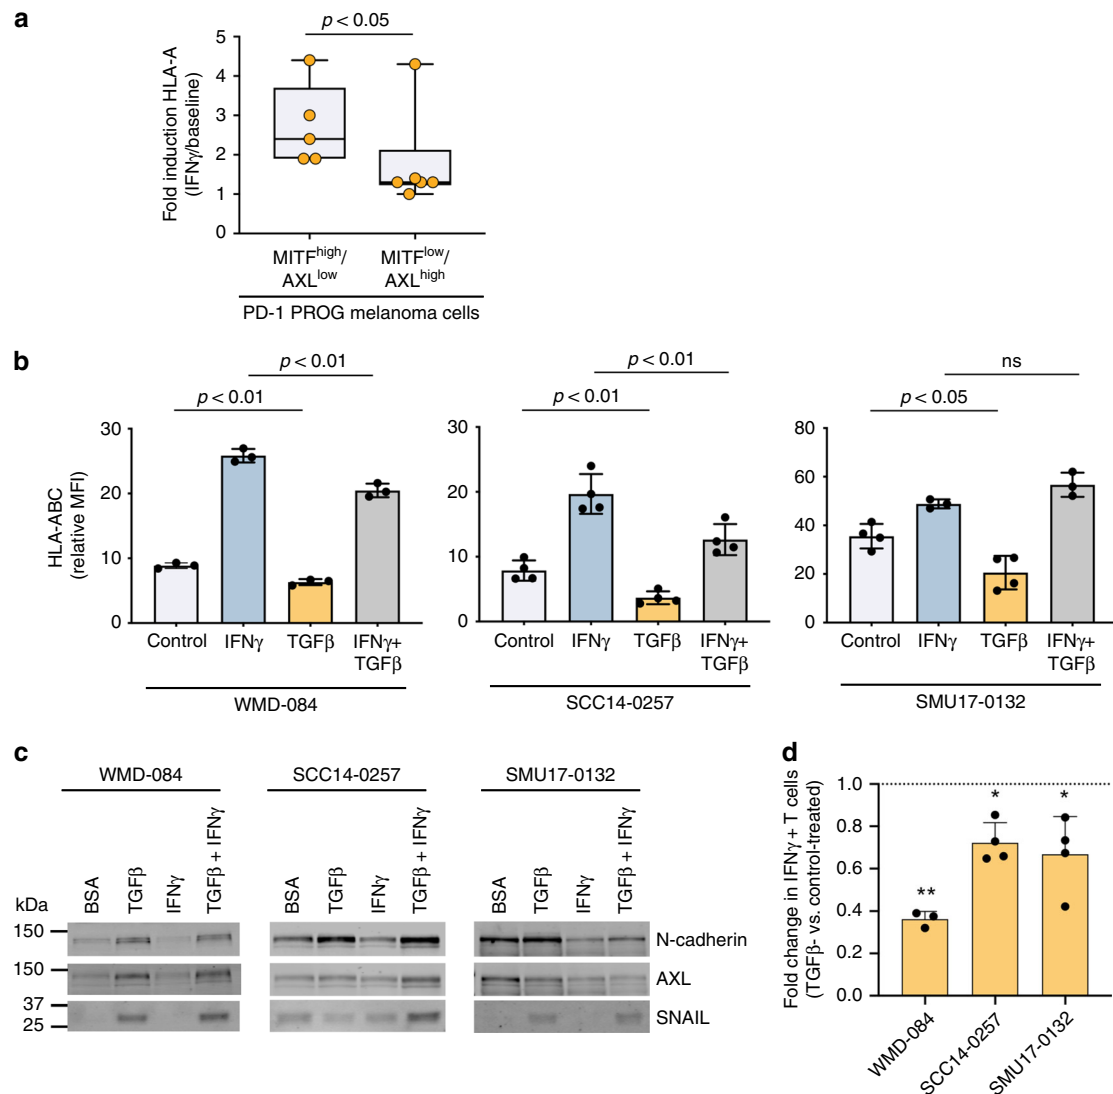 a
p < 0.05
Fold induction HLA-A
(IFNγ/baseline)
5
4
3
2
1
0
MITFhigh/
AXLlow
MITFlow/
AXLhigh
PD-1 PROG melanoma cells
b
HLA-ABC
(relative MFI)
p < 0.01
p < 0.01
30
20
10
0
Control
IFNγ
TGFβ
IFNγ+
TGFβ
WMD-084
p < 0.01
p < 0.01
30
20
10
0
Control
IFNγ
TGFβ
IFNγ+
TGFβ
SCC14-0257
ns
p < 0.05
80
60
40
20
0
Control
IFNγ
TGFβ
IFNγ+
TGFβ
SMU17-0132
c
WMD-084
SCC14-0257
SMU17-0132
kDa
BSA
TGFβ
IFNγ
TGFβ + IFNγ
BSA
TGFβ
IFNγ
TGFβ + IFNγ
BSA
TGFβ
IFNγ
TGFβ + IFNγ
150
N-cadherin
150
AXL
37
25
SNAIL
d
Fold change in IFNγ+ T cells
(TGFβ- vs. control-treated)
1.0
0.8
0.6
0.4
0.2
0.0
**
*
*
WMD-084
SCC14-0257
SMU17-0132